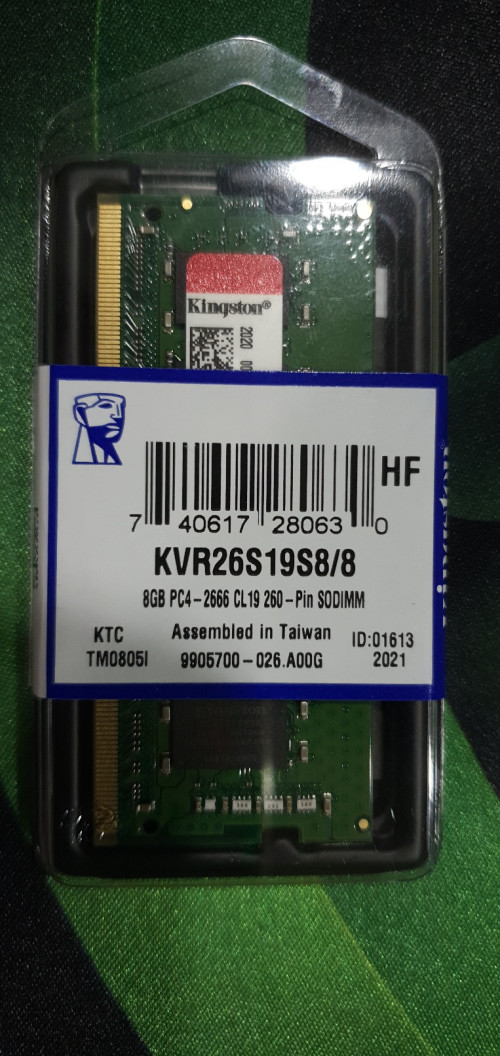 Kingston®
2020
HF
7 40617 28063 0
KVR26S19S8/8
8GB PC4-2666 CL19 260-Pin SODIMM
KTC Assembled in Taiwan ID:01613
TM0805I 9905700-026.A00G 2021